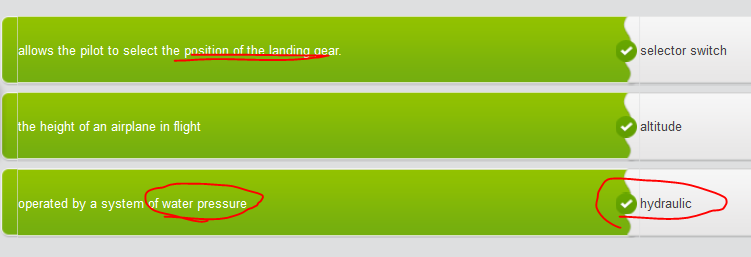 allows the pilot to select the position of the landing gear. selector switch
the height of an airplane in flight altitude
operated by a system of water pressure hydraulic